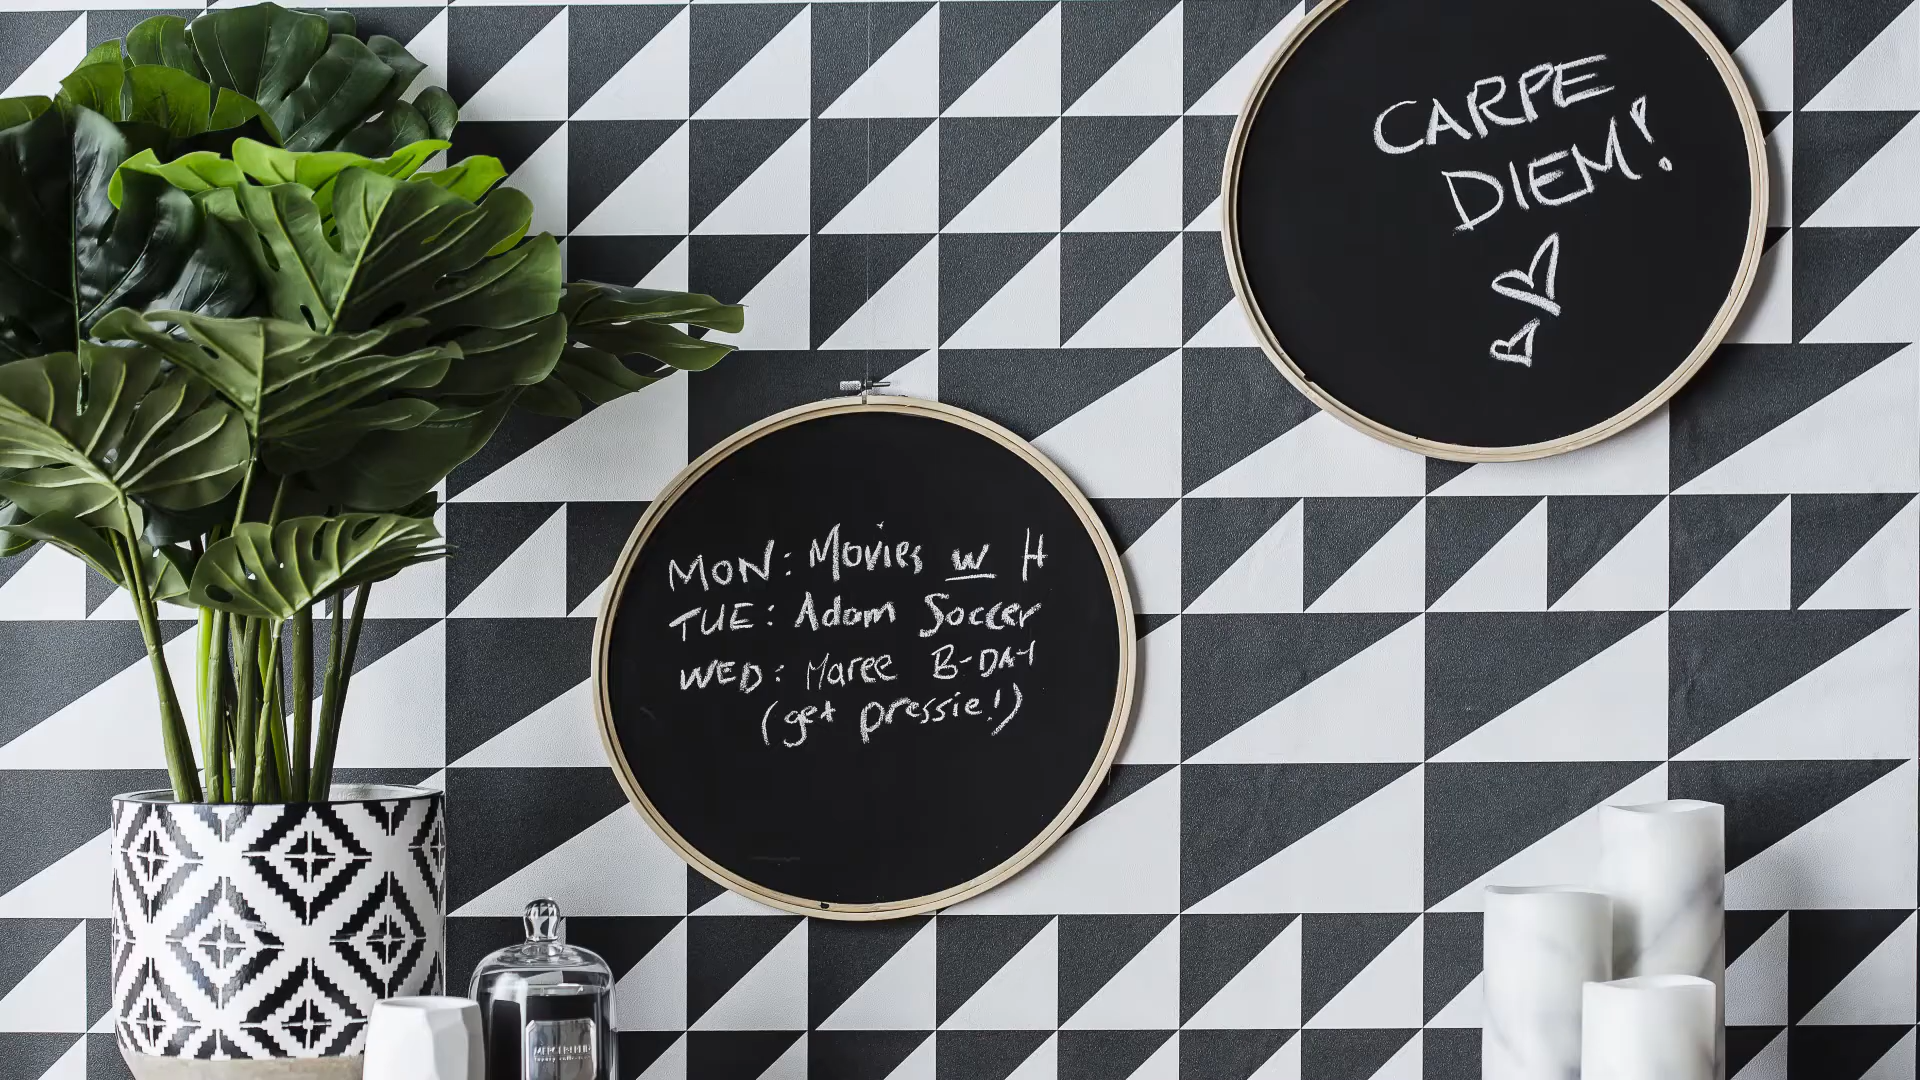 CARPE
DIEM!
MON: Movies w H
TUE: Adam Soccer
WED: Maree B-DAY
(get pressie!)